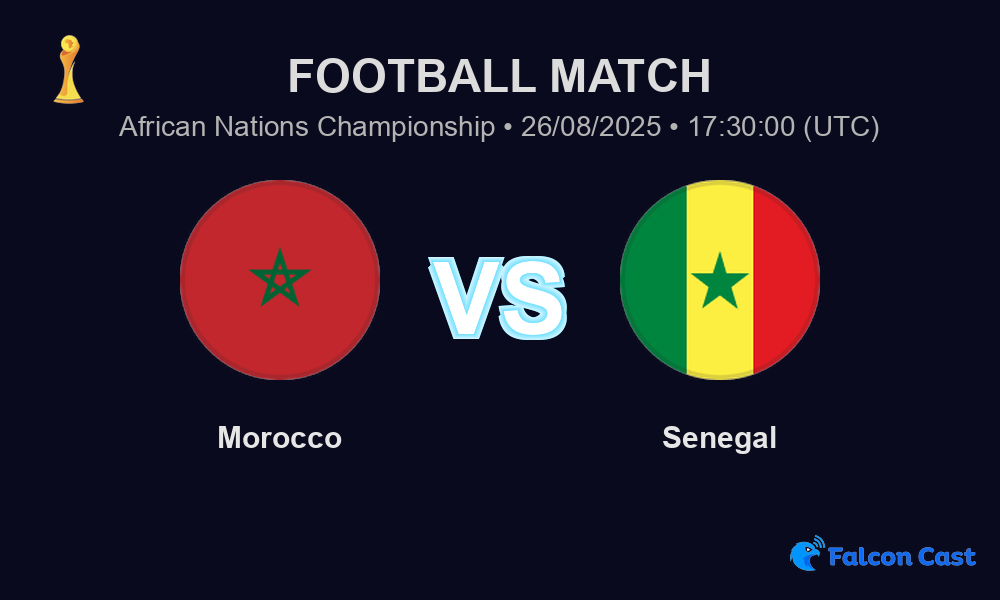 FOOTBALL MATCH
African Nations Championship • 26/08/2025 • 17:30:00 (UTC)
VS
Morocco
Senegal
Falcon Cast